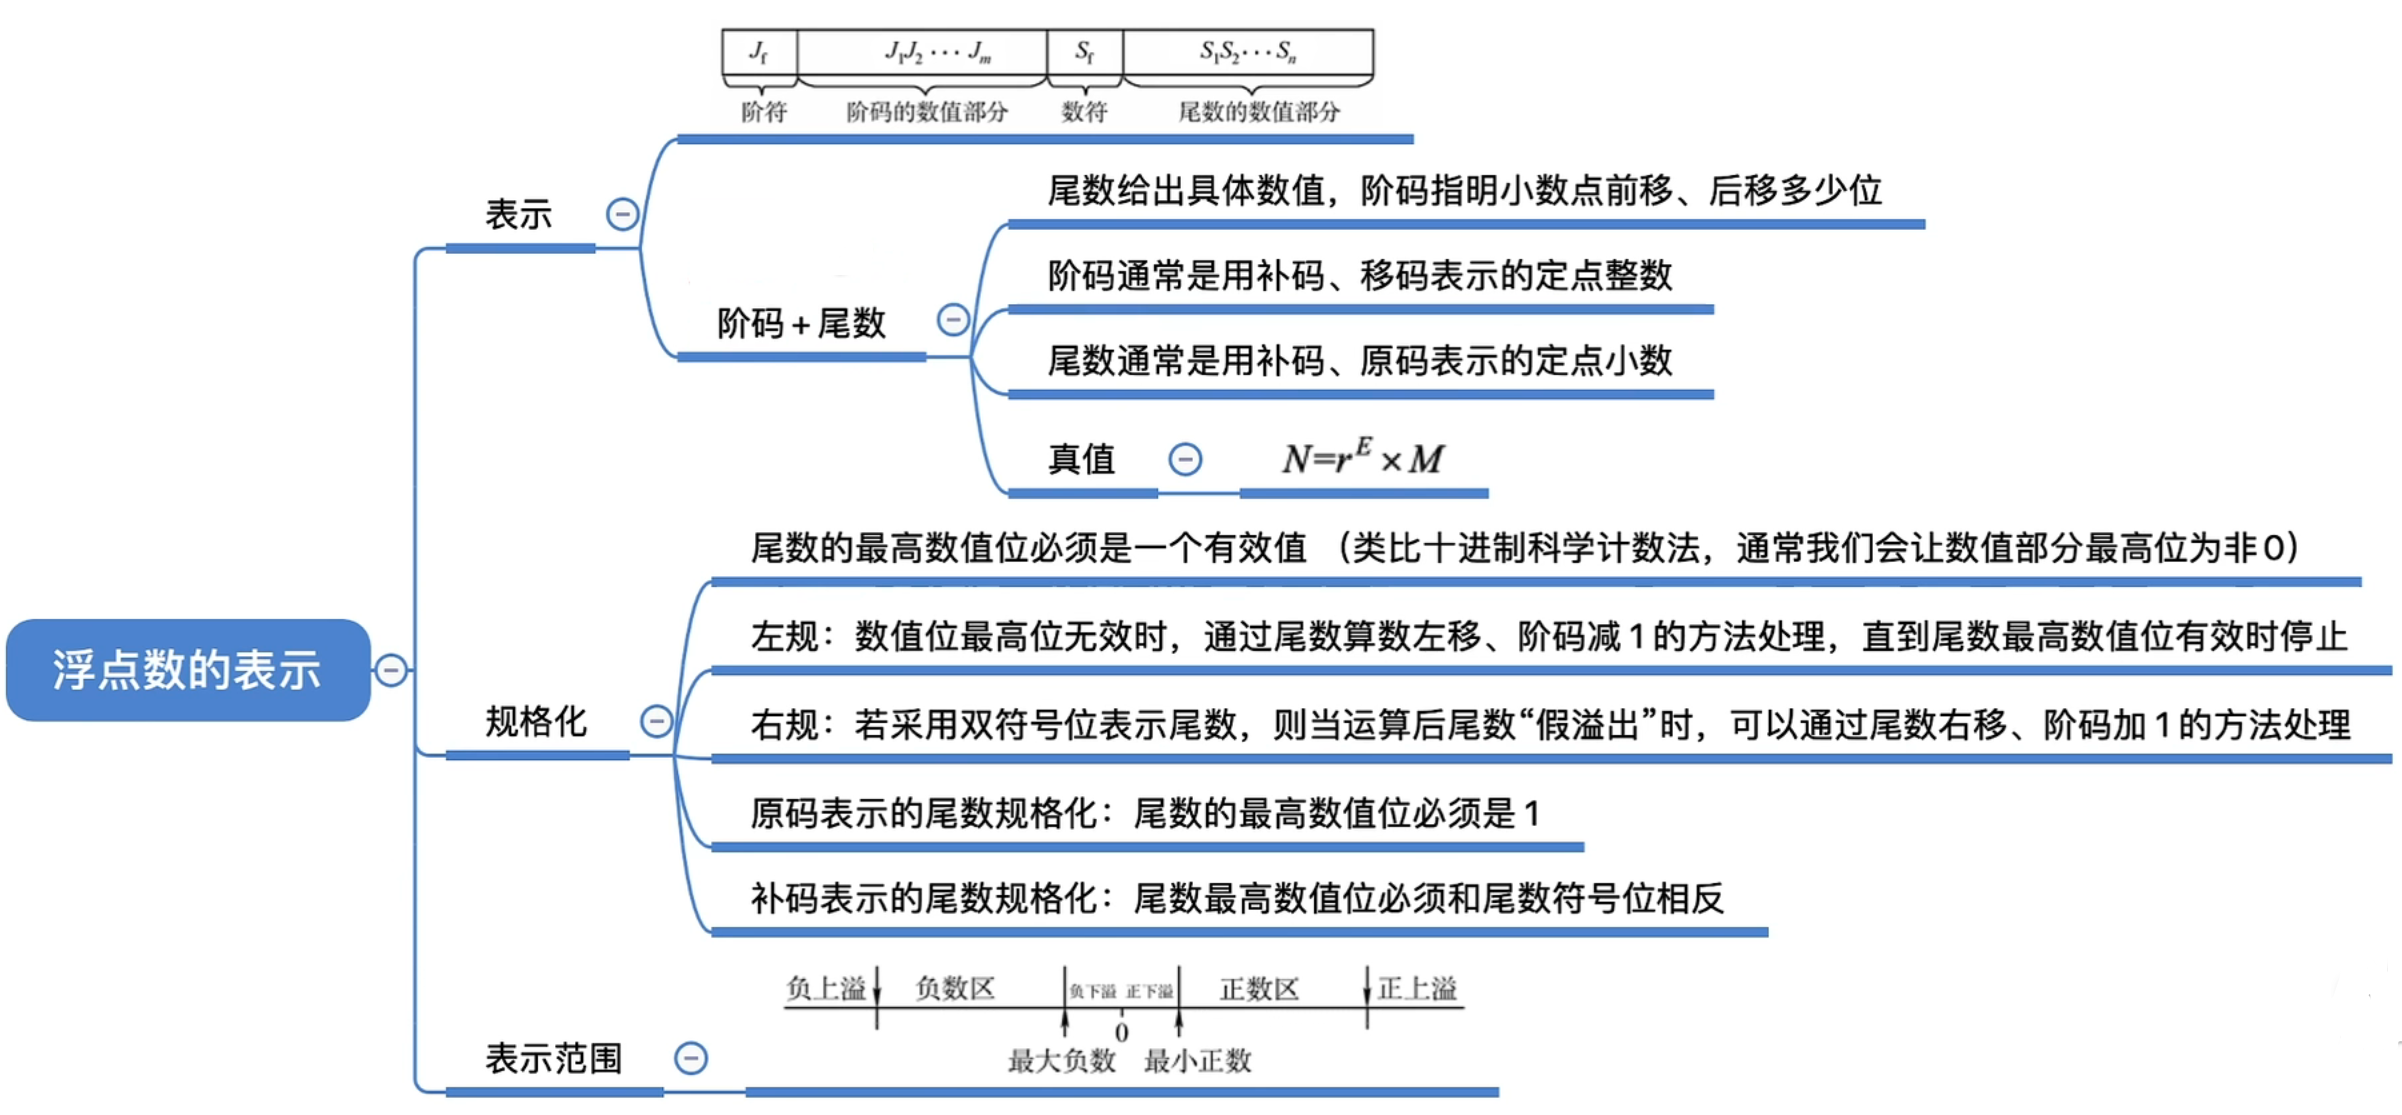 J_f J₁J₂···J_m S_f S₁S₂···S_n
阶符 阶码的数值部分 数符 尾数的数值部分
表示
尾数给出具体数值，阶码指明小数点前移、后移多少位
阶码通常是用补码、移码表示的定点整数
阶码+尾数
尾数通常是用补码、原码表示的定点小数
真值 N=r^E×M
尾数的最高数值位必须是一个有效值 （类比十进制科学计数法，通常我们会让数值部分最高位为非0）
左规：数值位最高位无效时，通过尾数算数左移、阶码减1的方法处理，直到尾数最高数值位有效时停止
浮点数的表示
规格化
右规：若采用双符号位表示尾数，则当运算后尾数“假溢出”时，可以通过尾数右移、阶码加1的方法处理
原码表示的尾数规格化：尾数的最高数值位必须是1
补码表示的尾数规格化：尾数最高数值位必须和尾数符号位相反
负上溢 负数区 负下溢 正下溢 正数区 正上溢
0
表示范围
最大负数 最小正数